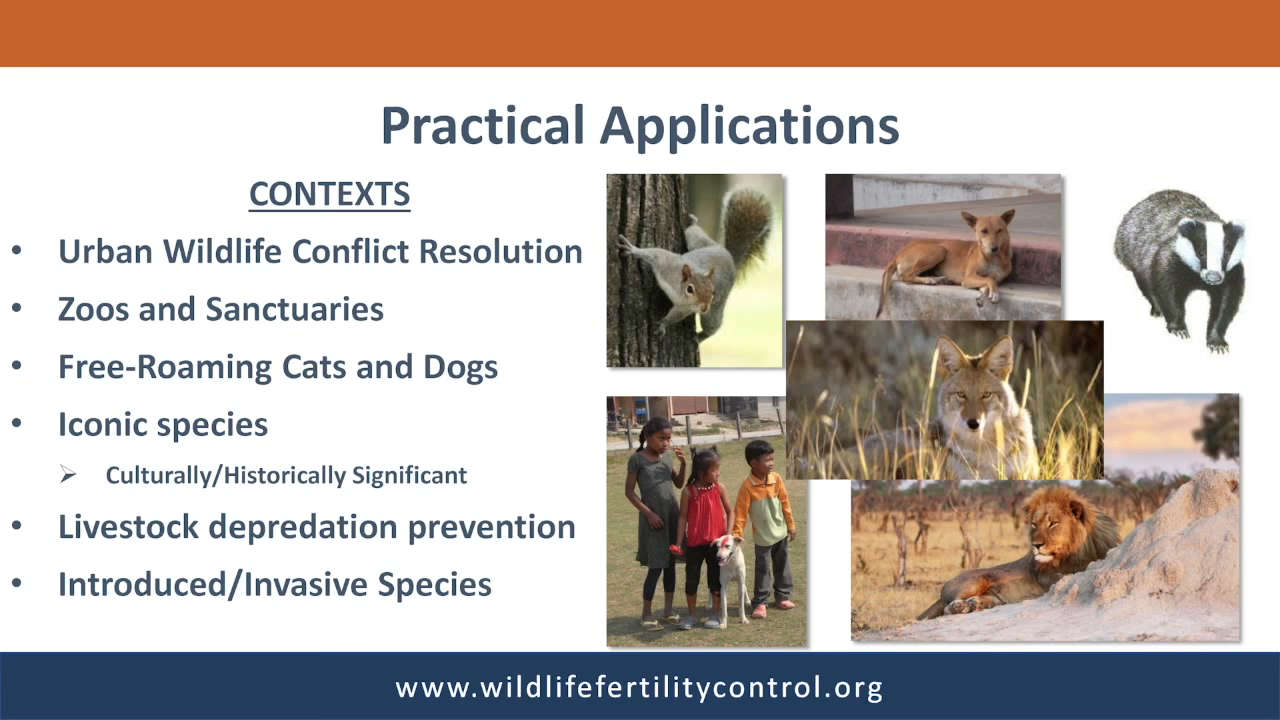 Practical Applications
CONTEXTS
• Urban Wildlife Conflict Resolution
• Zoos and Sanctuaries
• Free-Roaming Cats and Dogs
• Iconic species
➢ Culturally/Historically Significant
• Livestock depredation prevention
• Introduced/Invasive Species
www.wildlifefertilitycontrol.org